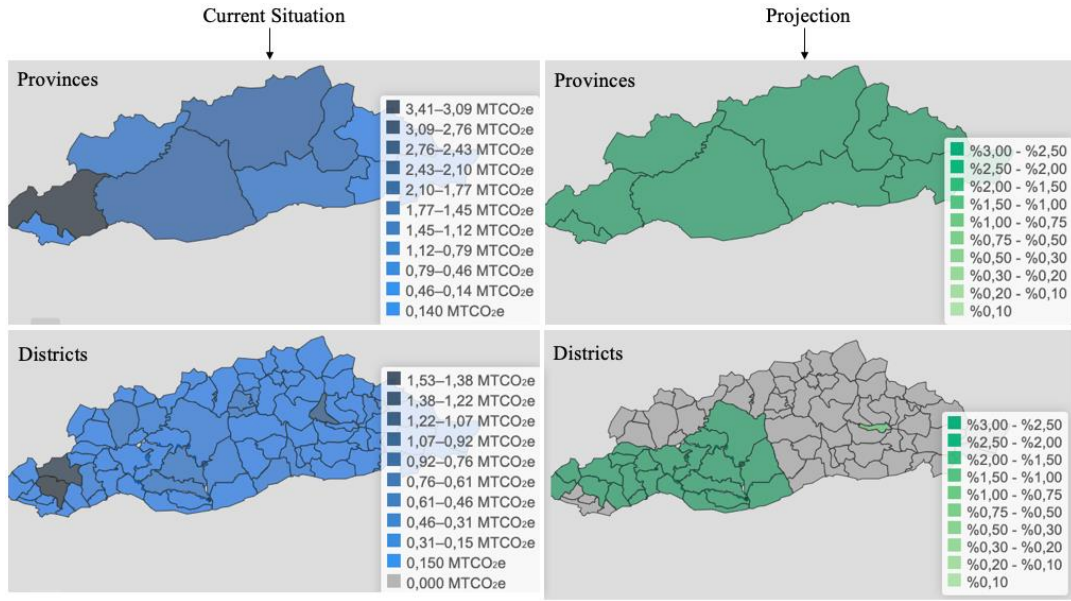 Current Situation
Projection
Provinces
3,41–3,09 MTCO₂e
3,09–2,76 MTCO₂e
2,76–2,43 MTCO₂e
2,43–2,10 MTCO₂e
2,10–1,77 MTCO₂e
1,77–1,45 MTCO₂e
1,45–1,12 MTCO₂e
1,12–0,79 MTCO₂e
0,79–0,46 MTCO₂e
0,46–0,14 MTCO₂e
0,140 MTCO₂e
Provinces
%3,00 - %2,50
%2,50 - %2,00
%2,00 - %1,50
%1,50 - %1,00
%1,00 - %0,75
%0,75 - %0,50
%0,50 - %0,30
%0,30 - %0,20
%0,20 - %0,10
%0,10
Districts
1,53–1,38 MTCO₂e
1,38–1,22 MTCO₂e
1,22–1,07 MTCO₂e
1,07–0,92 MTCO₂e
0,92–0,76 MTCO₂e
0,76–0,61 MTCO₂e
0,61–0,46 MTCO₂e
0,46–0,31 MTCO₂e
0,31–0,15 MTCO₂e
0,150 MTCO₂e
0,000 MTCO₂e
Districts
%3,00 - %2,50
%2,50 - %2,00
%2,00 - %1,50
%1,50 - %1,00
%1,00 - %0,75
%0,75 - %0,50
%0,50 - %0,30
%0,30 - %0,20
%0,20 - %0,10
%0,10